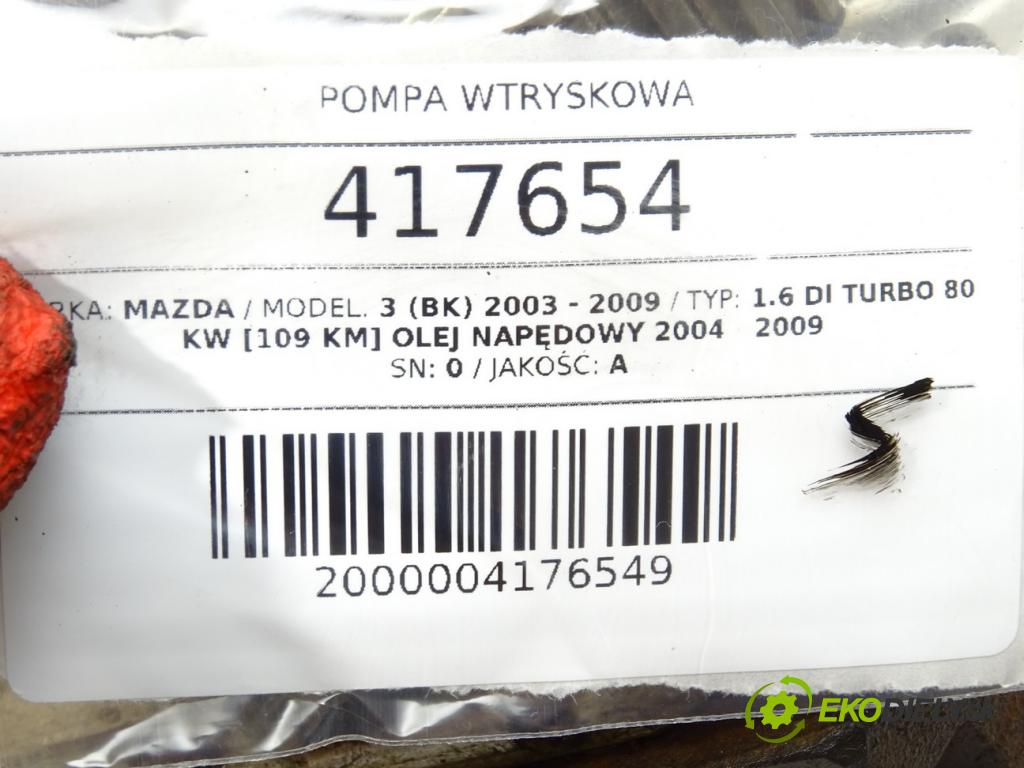 POMPA WTRYSKOWA
417654
RKA: MAZDA / MODEL. 3 (BK) 2003 - 2009 / TYP: 1.6 DI TURBO 80
KW [109 KM] OLEJ NAPĘDOWY 2004 2009
SN: 0 / JAKOŚĆ: A
S
2000004176549